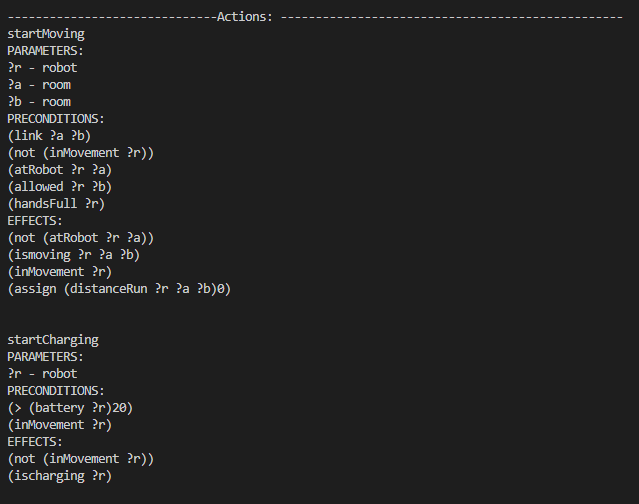 ------------------------------Actions: -------------------------------------------------
startMoving
PARAMETERS:
?r - robot
?a - room
?b - room
PRECONDITIONS:
(link ?a ?b)
(not (inMovement ?r))
(atRobot ?r ?a)
(allowed ?r ?b)
(handsFull ?r)
EFFECTS:
(not (atRobot ?r ?a))
(ismoving ?r ?a ?b)
(inMovement ?r)
(assign (distanceRun ?r ?a ?b)0)
startCharging
PARAMETERS:
?r - robot
PRECONDITIONS:
(> (battery ?r)20)
(inMovement ?r)
EFFECTS:
(not (inMovement ?r))
(ischarging ?r)